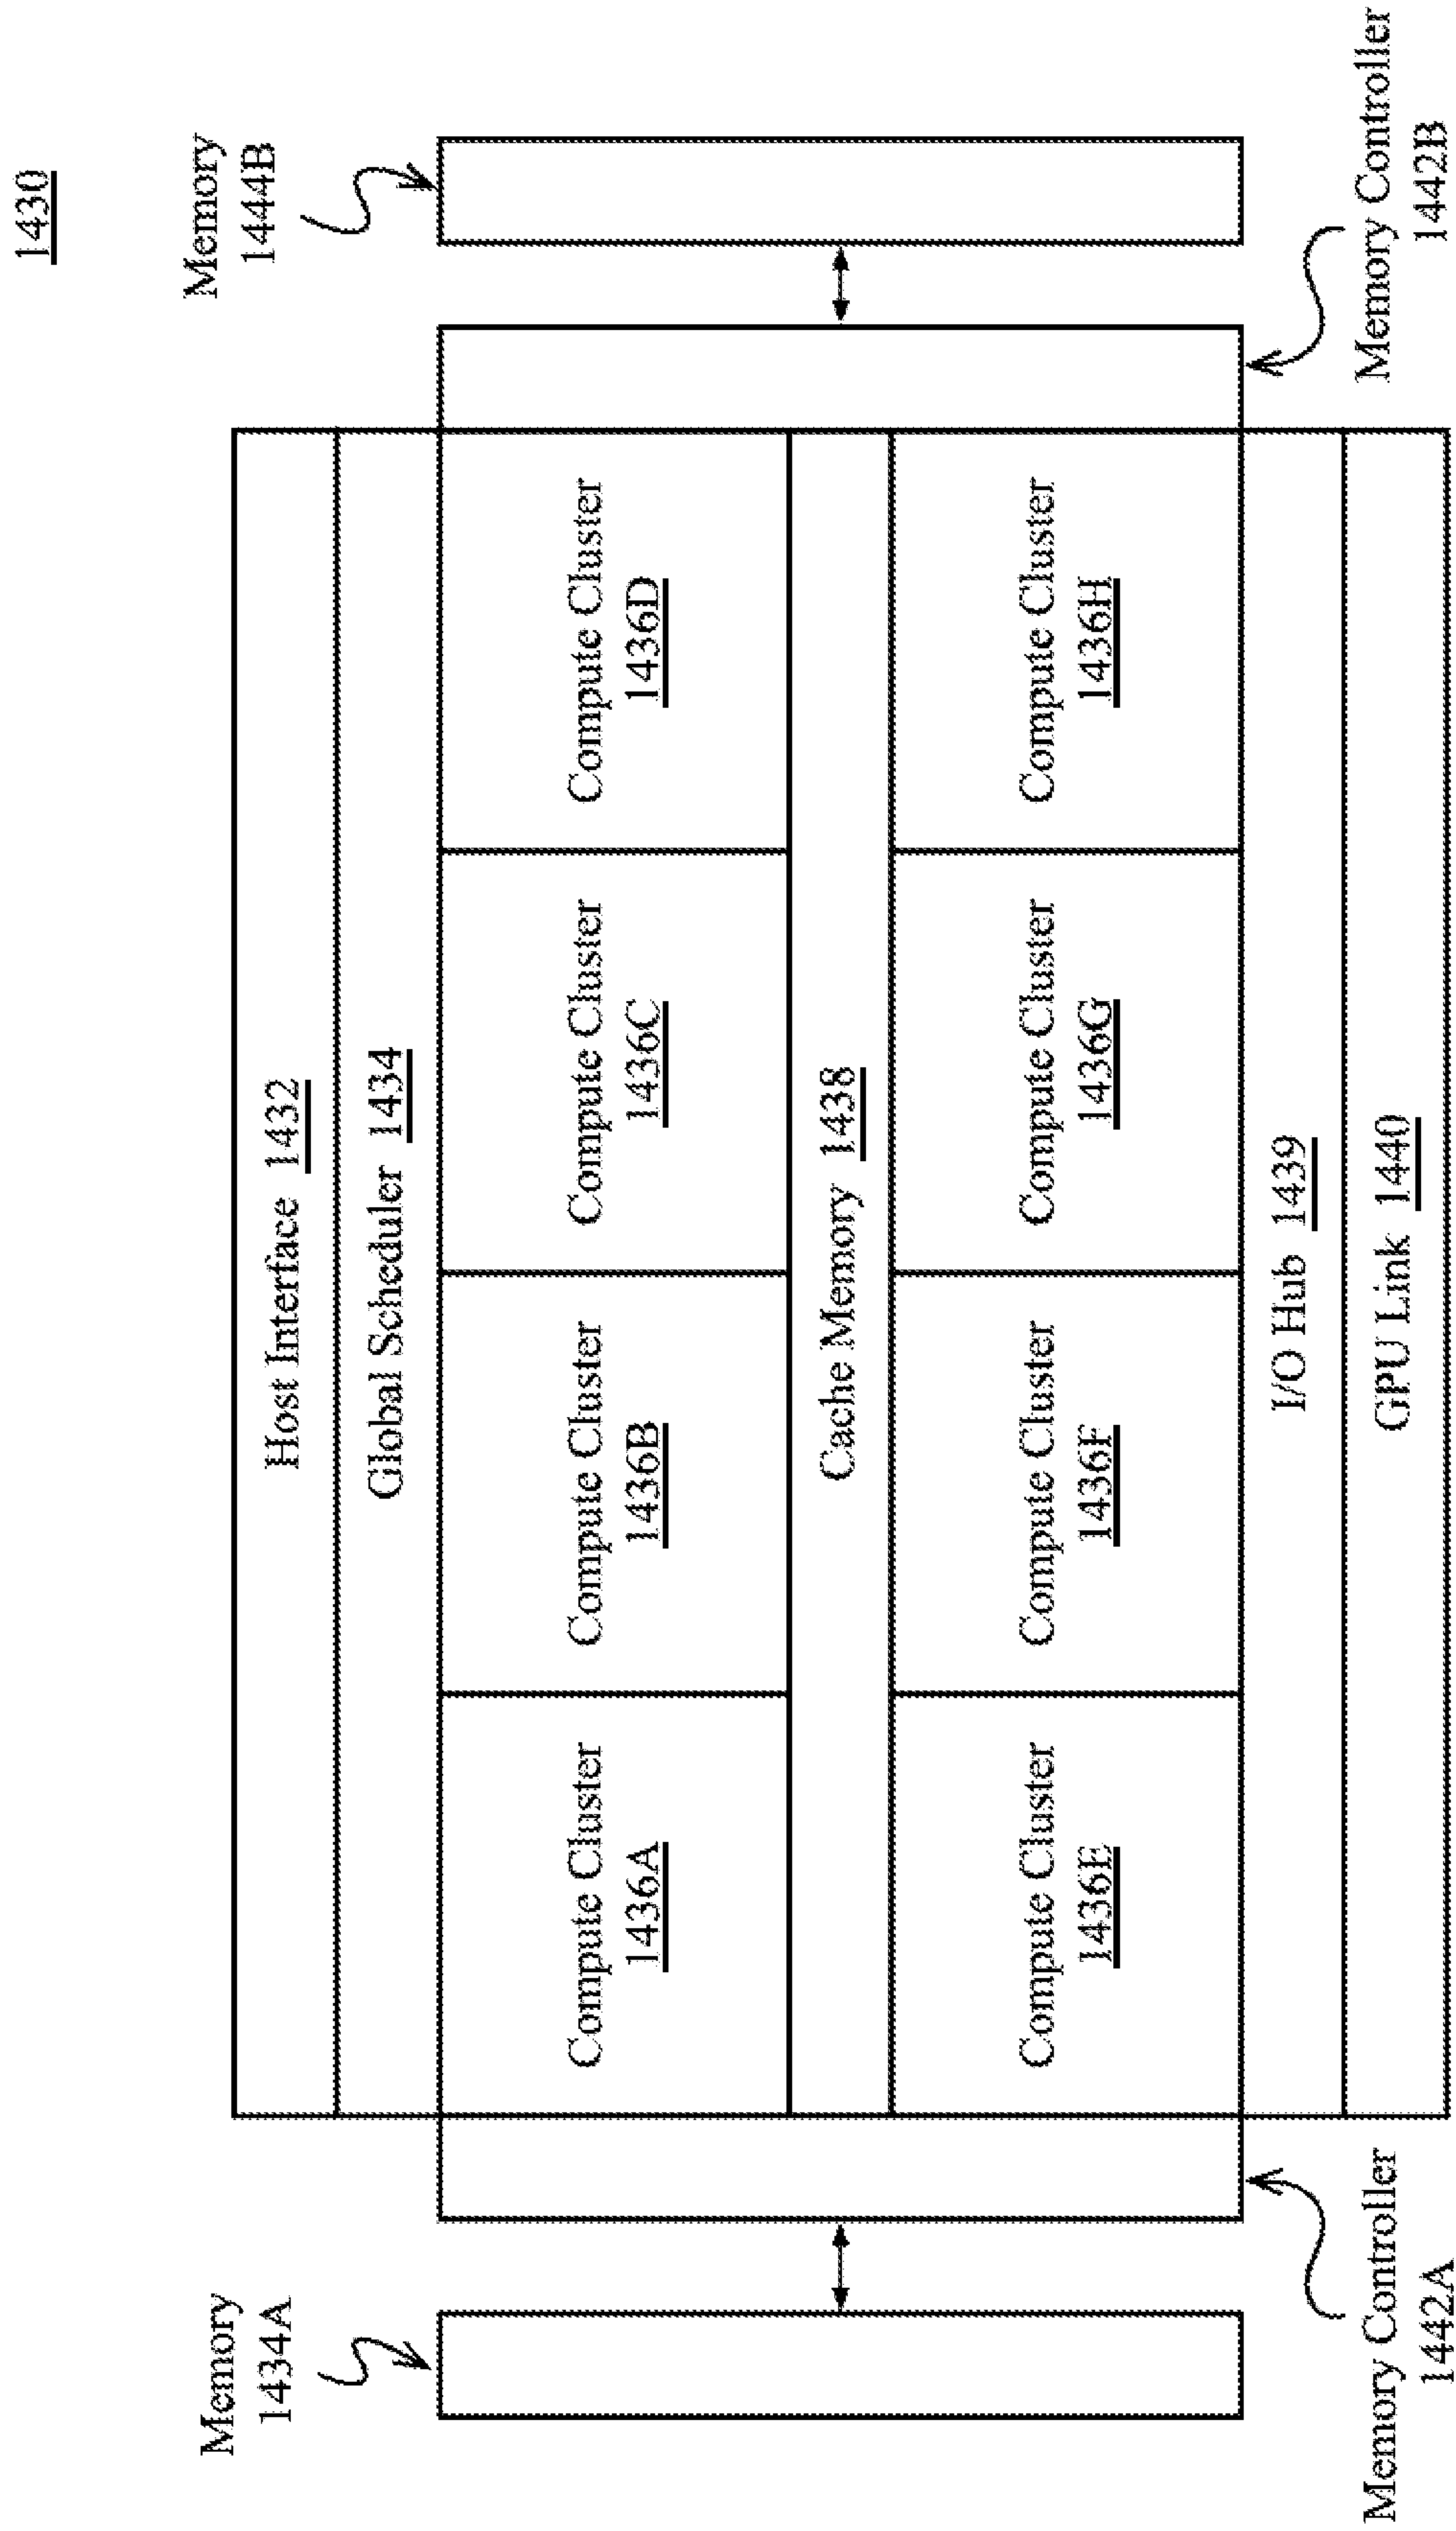 1430
Memory
1444B
Host Interface 1432
Global Scheduler 1434
Compute Cluster
1436A
Compute Cluster
1436B
Compute Cluster
1436C
Compute Cluster
1436D
Cache Memory 1438
Compute Cluster
1436E
Compute Cluster
1436F
Compute Cluster
1436G
Compute Cluster
1436H
I/O Hub 1439
GPU Link 1440
Memory
1434A
Memory Controller
1442A
Memory Controller
1442B